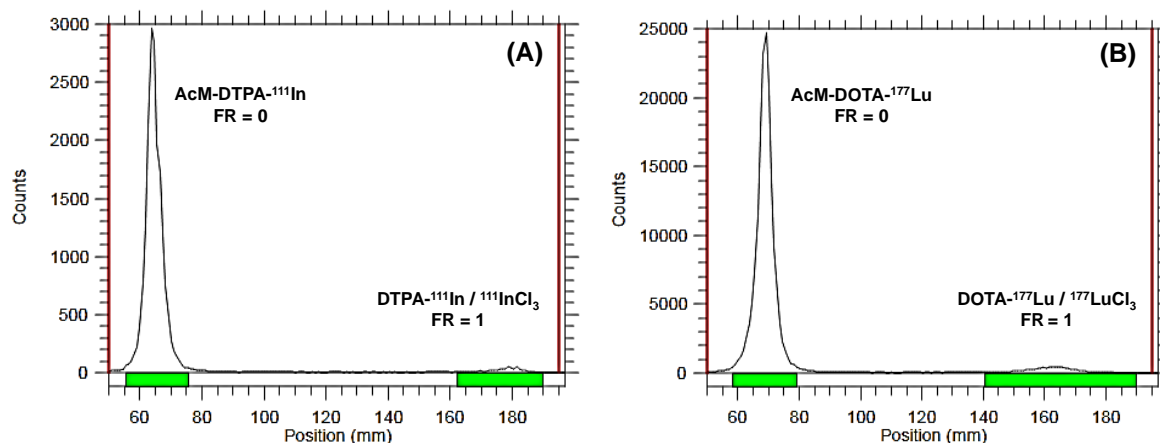 (A)
AcM-DTPA-¹¹¹In
FR = 0
DTPA-¹¹¹In / ¹¹¹InCl₃
FR = 1
Counts
3000
2500
2000
1500
1000
500
0
60 80 100 120 140 160 180
Position (mm)
(B)
AcM-DOTA-¹⁷⁷Lu
FR = 0
DOTA-¹⁷⁷Lu / ¹⁷⁷LuCl₃
FR = 1
Counts
25000
20000
15000
10000
5000
0
60 80 100 120 140 160 180
Position (mm)